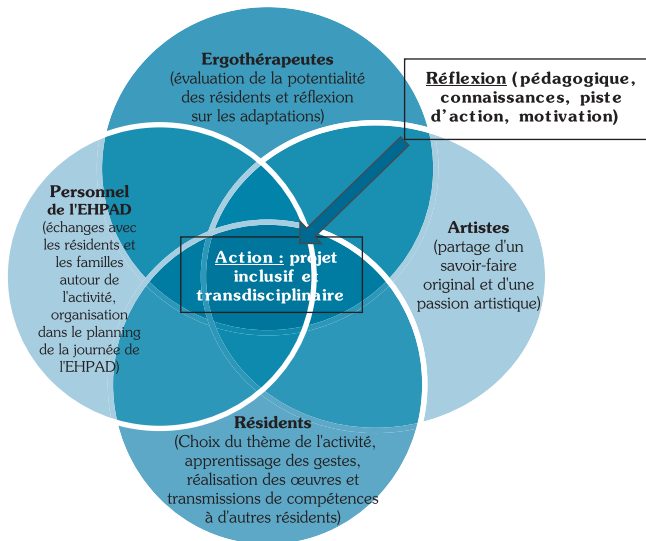 Ergothérapeutes
(évaluation de la potentialité
des résidents et réflexion
sur les adaptations)
Réflexion (pédagogique,
connaissances, piste
d'action, motivation)
Personnel
de l'EHPAD
(échanges avec
les résidents et
les familles
autour de
l'activité,
organisation
dans le planning
de la journée de
l'EHPAD)
Action : projet
inclusif et
transdisciplinaire
Artistes
(partage d'un
savoir-faire
original et d'une
passion artistique)
Résidents
(Choix du thème de l'activité,
apprentissage des gestes,
réalisation des œuvres et
transmissions de compétences
à d'autres résidents)